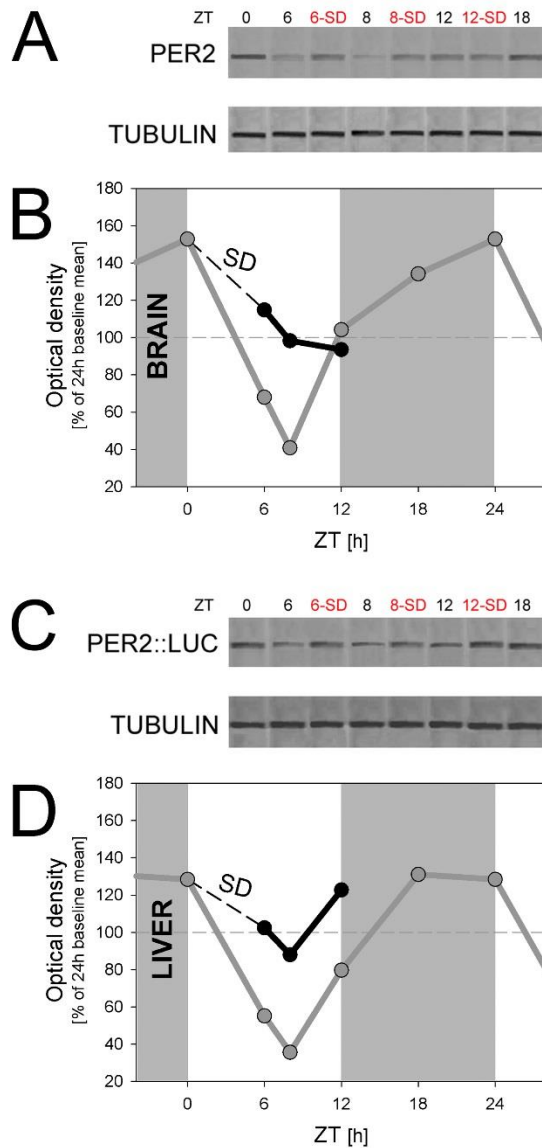 A
ZT 0 6 6-SD 8 8-SD 12 12-SD 18
PER2
TUBULIN
B
Optical density
[% of 24h baseline mean]
180
160
140
120
100
80
60
40
20
BRAIN
SD
0 6 12 18 24
ZT [h]
C
ZT 0 6 6-SD 8 8-SD 12 12-SD 18
PER2::LUC
TUBULIN
D
Optical density
[% of 24h baseline mean]
180
160
140
120
100
80
60
40
20
LIVER
SD
0 6 12 18 24
ZT [h]